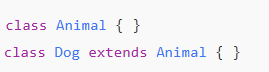 class Animal { }
class Dog extends Animal { }